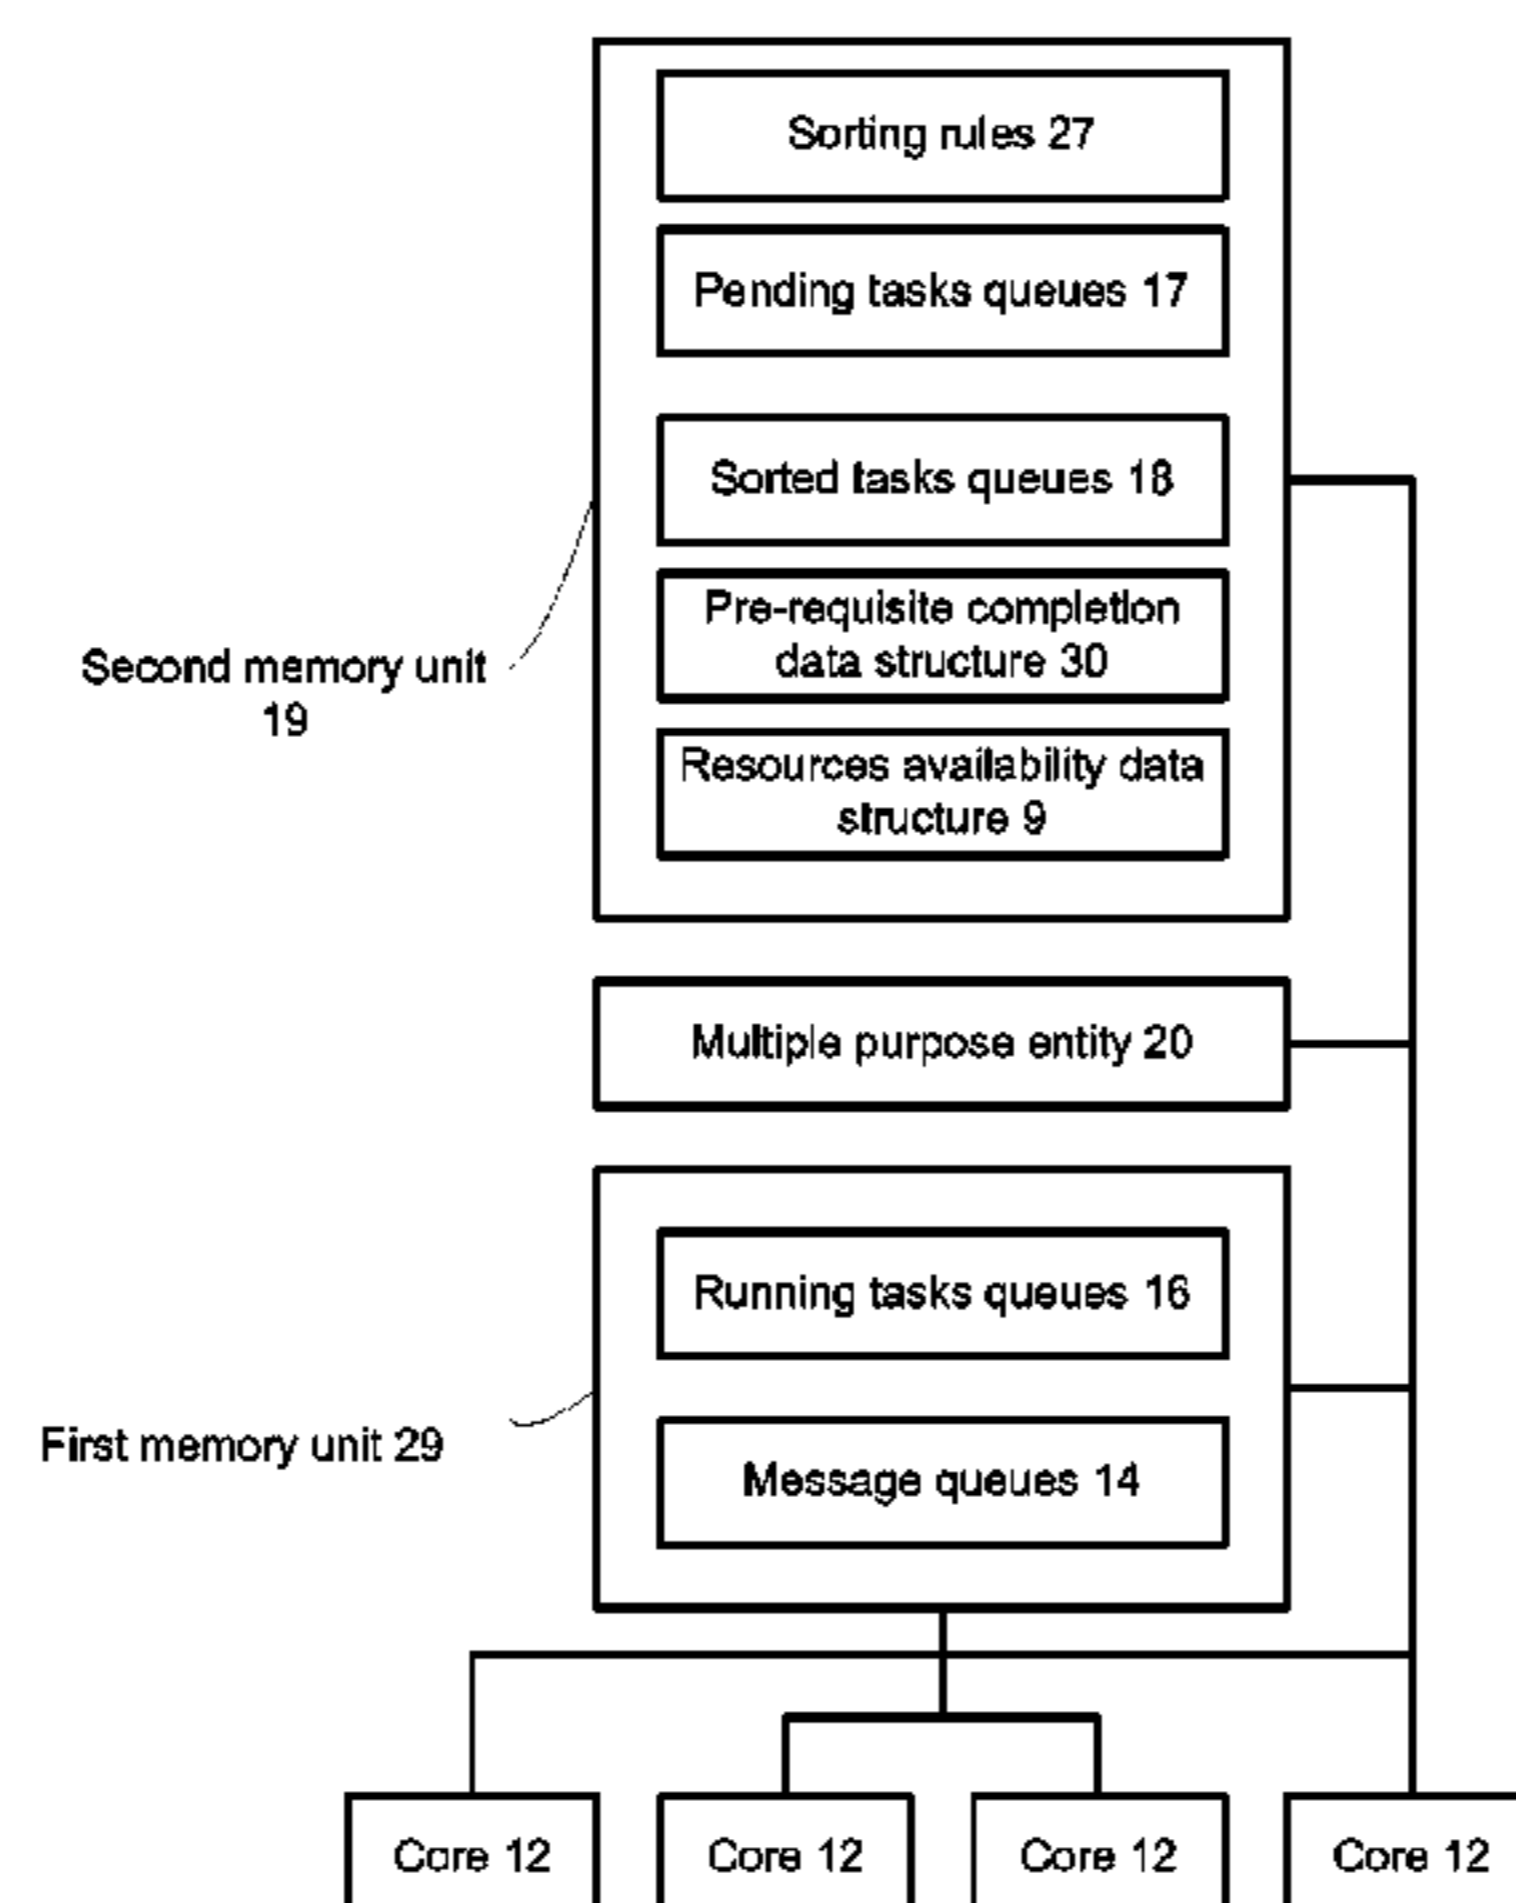 Sorting rules 27
Pending tasks queues 17
Sorted tasks queues 18
Pre-requisite completion
data structure 30
Second memory unit
19
Resources availability data
structure 9
Multiple purpose entity 20
Running tasks queues 16
First memory unit 29
Message queues 14
Core 12
Core 12
Core 12
Core 12